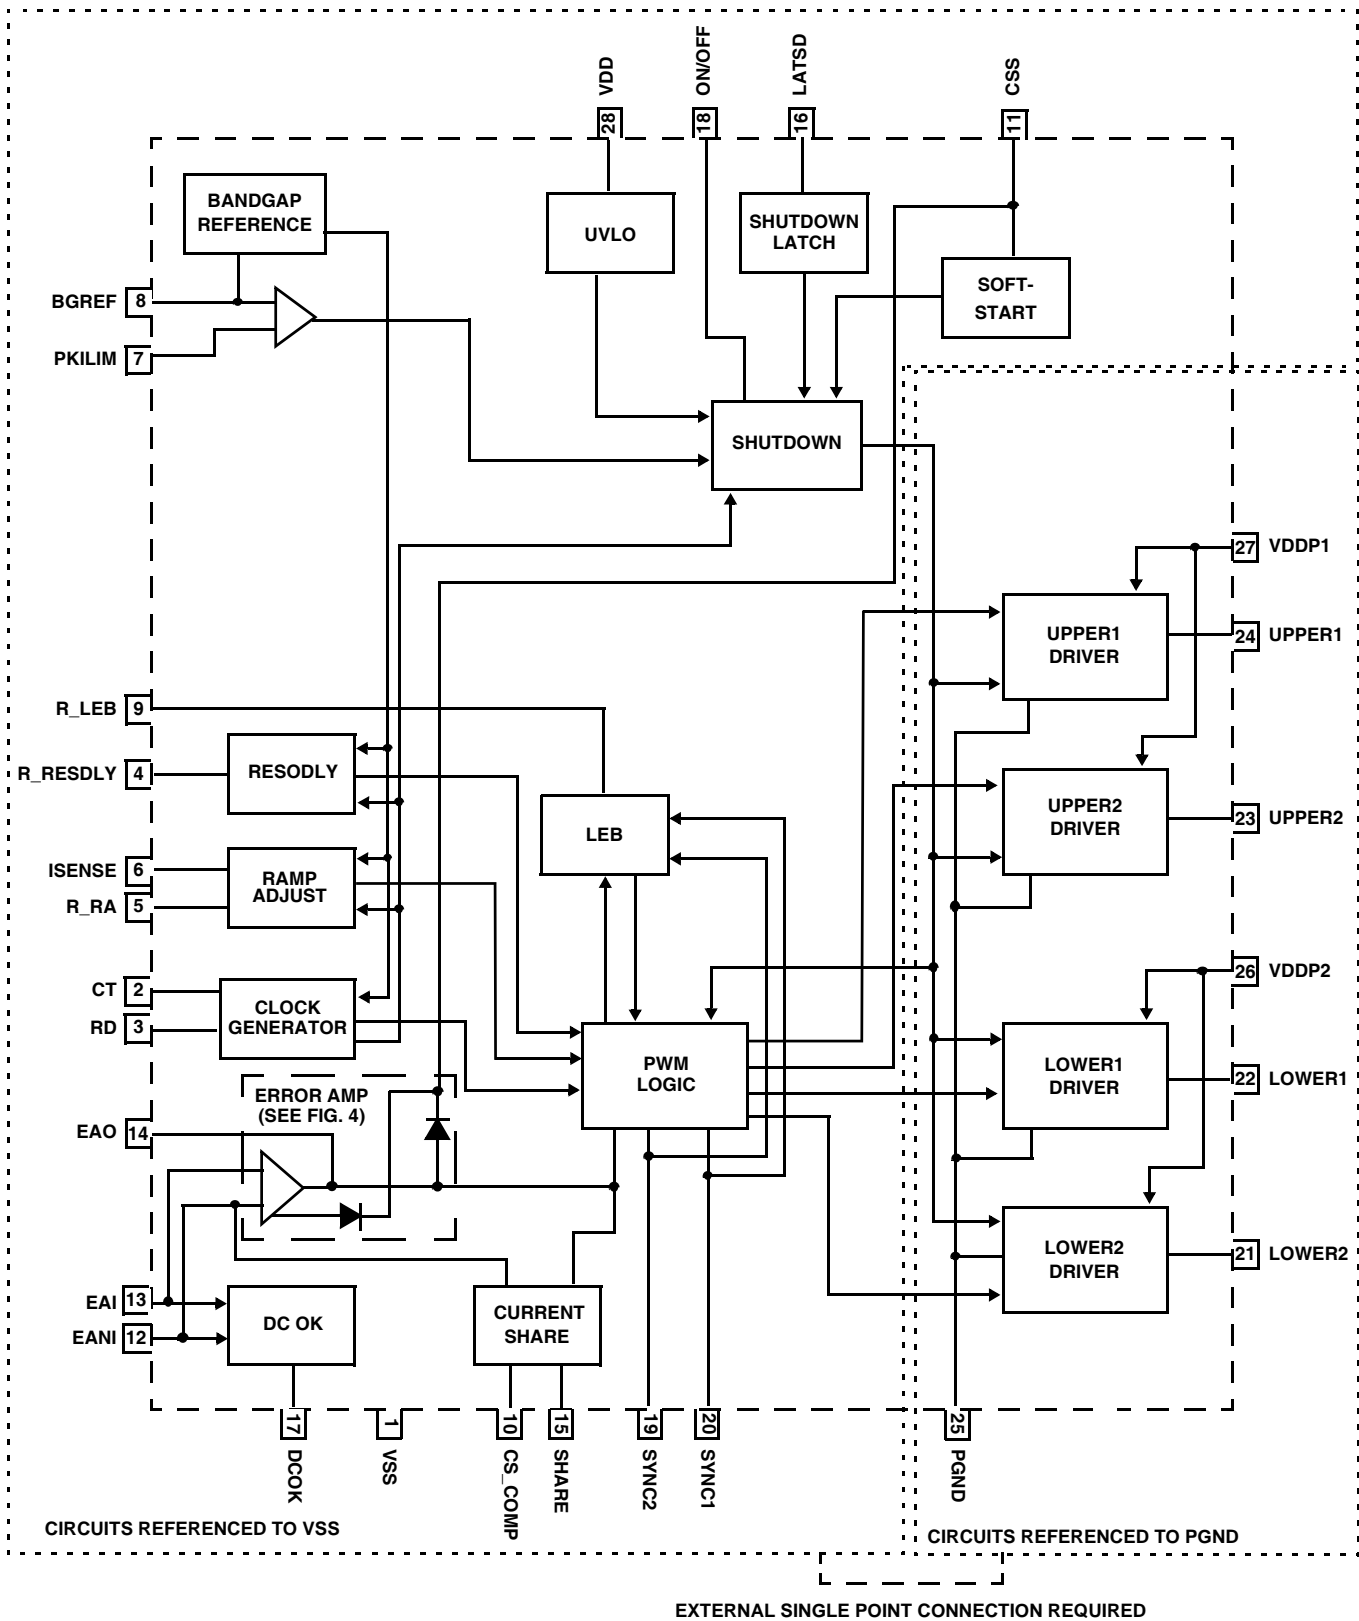 VDD
ON/OFF
LATSD
CSS
28
18
16
11
BANDGAP
REFERENCE
UVLO
SHUTDOWN
LATCH
SOFT-
START
BGREF 8
PKILIM 7
SHUTDOWN
27 VDDP1
UPPER1
DRIVER
24 UPPER1
R_LEB 9
R_RESDLY 4
RESODLY
LEB
UPPER2
DRIVER
23 UPPER2
ISENSE 6
R_RA 5
RAMP
ADJUST
CT 2
RD 3
CLOCK
GENERATOR
26 VDDP2
PWM
LOGIC
LOWER1
DRIVER
22 LOWER1
ERROR AMP
(SEE FIG. 4)
EAO 14
LOWER2
DRIVER
21 LOWER2
EAI 13
EANI 12
DC OK
CURRENT
SHARE
17
1
10
15
19
20
25
DCOK
VSS
CS_COMP
SHARE
SYNC2
SYNC1
PGND
CIRCUITS REFERENCED TO VSS
CIRCUITS REFERENCED TO PGND
EXTERNAL SINGLE POINT CONNECTION REQUIRED